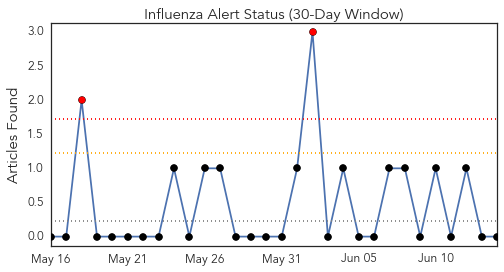 Influenza Alert Status (30-Day Window)
Articles Found
3.0
2.5
2.0
1.5
1.0
0.5
0.0
May 16 May 21 May 26 May 31 Jun 05 Jun 10